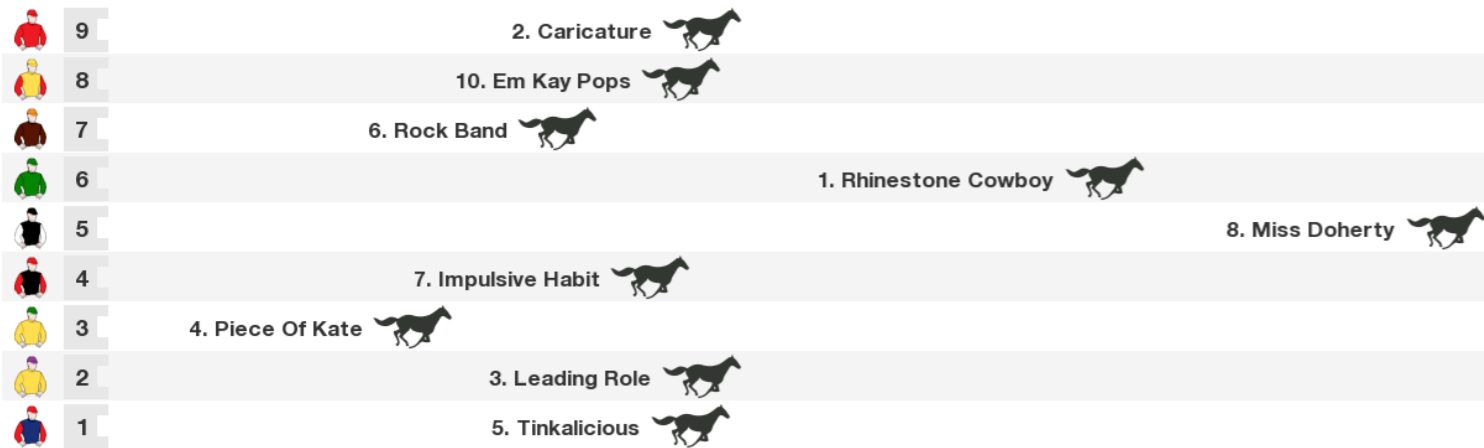 9 2. Caricature
8 10. Em Kay Pops
7 6. Rock Band
6 1. Rhinestone Cowboy
5 8. Miss Doherty
4 7. Impulsive Habit
3 4. Piece Of Kate
2 3. Leading Role
1 5. Tinkalicious